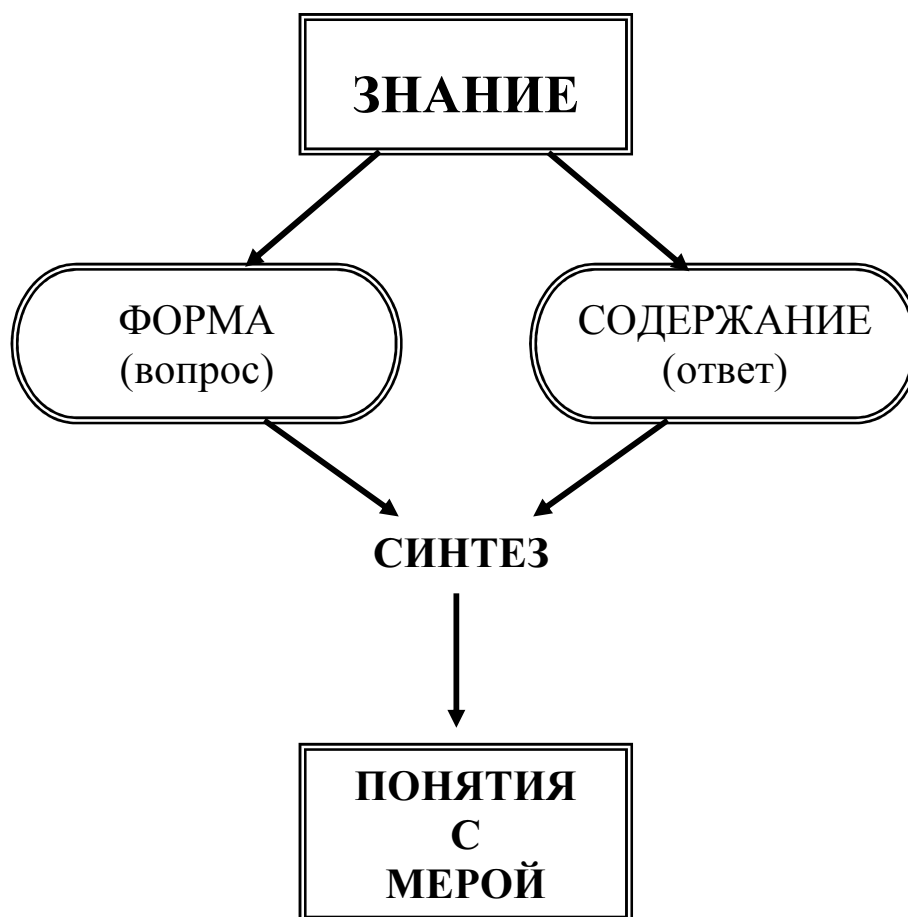 ЗНАНИЕ
ФОРМА
(вопрос)
СОДЕРЖАНИЕ
(ответ)
СИНТЕЗ
ПОНЯТИЯ
С
МЕРОЙ